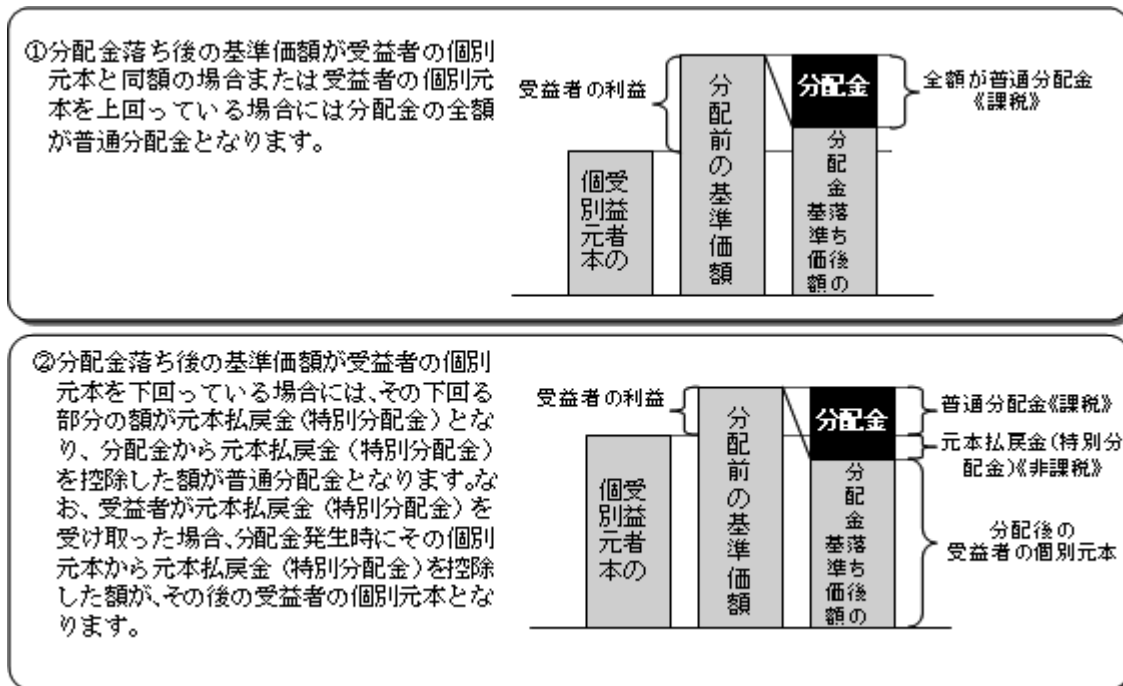 ①分配金落ち後の基準価額が受益者の個別
元本と同額の場合または受益者の個別元
本を上回っている場合には分配金の全額
が普通分配金となります。
受益者の利益
分配金
全額が普通分配金
《課税》
受益者の
個別元本
分配前の基準価額
分配金落ち後の
基準価額
②分配金落ち後の基準価額が受益者の個別
元本を下回っている場合には、その下回る
部分の額が元本払戻金(特別分配金)とな
り、分配金から元本払戻金(特別分配金)
を控除した額が普通分配金となります。な
お、受益者が元本払戻金(特別分配金)を
受け取った場合、分配金発生時にその個別
元本から元本払戻金(特別分配金)を控除
した額が、その後の受益者の個別元本とな
ります。
受益者の利益
分配金
普通分配金《課税》
元本払戻金(特別分
配金)《非課税》
受益者の
個別元本
分配前の基準価額
分配金落ち後の
基準価額
分配後の
受益者の個別元本